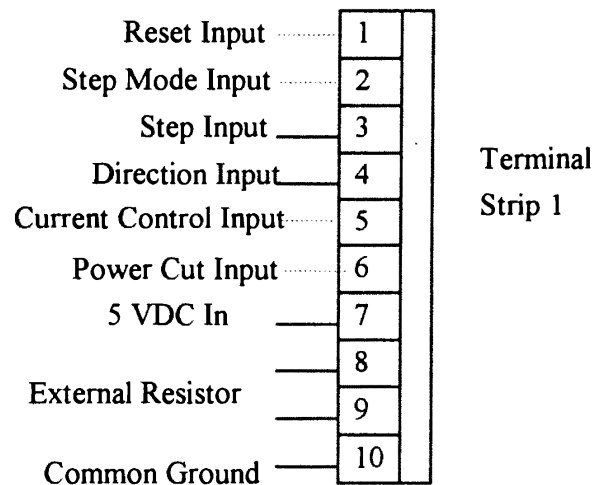 Reset Input 1
Step Mode Input 2
Step Input 3
Direction Input 4
Current Control Input 5
Power Cut Input 6
5 VDC In 7
8
External Resistor
9
Common Ground 10
Terminal
Strip 1